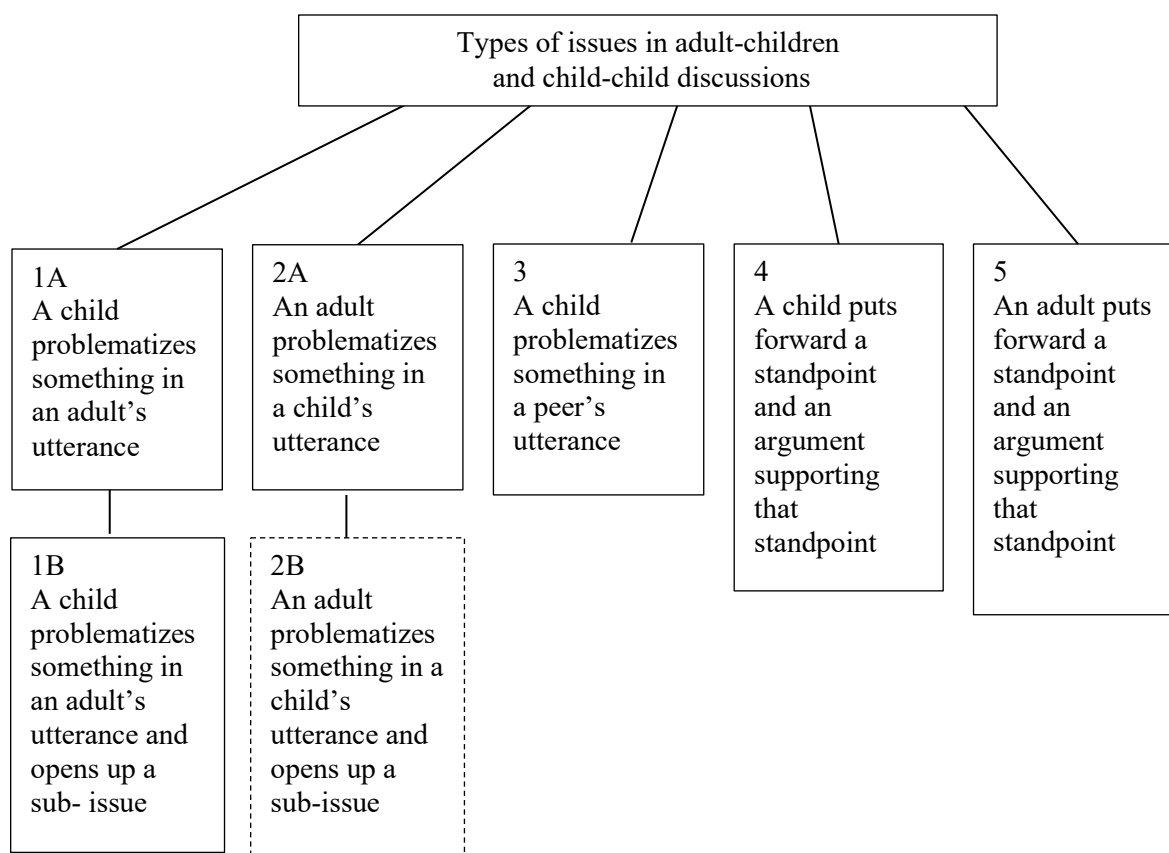 Types of issues in adult-children
and child-child discussions
1A
A child
problematizes
something in
an adult’s
utterance
2A
An adult
problematizes
something in
a child’s
utterance
3
A child
problematizes
something in
a peer’s
utterance
4
A child puts
forward a
standpoint
and an
argument
supporting
that
standpoint
5
An adult puts
forward a
standpoint
and an
argument
supporting
that
standpoint
1B
A child
problematizes
something in
an adult’s
utterance and
opens up a
sub- issue
2B
An adult
problematizes
something in a
child’s
utterance and
opens up a
sub-issue